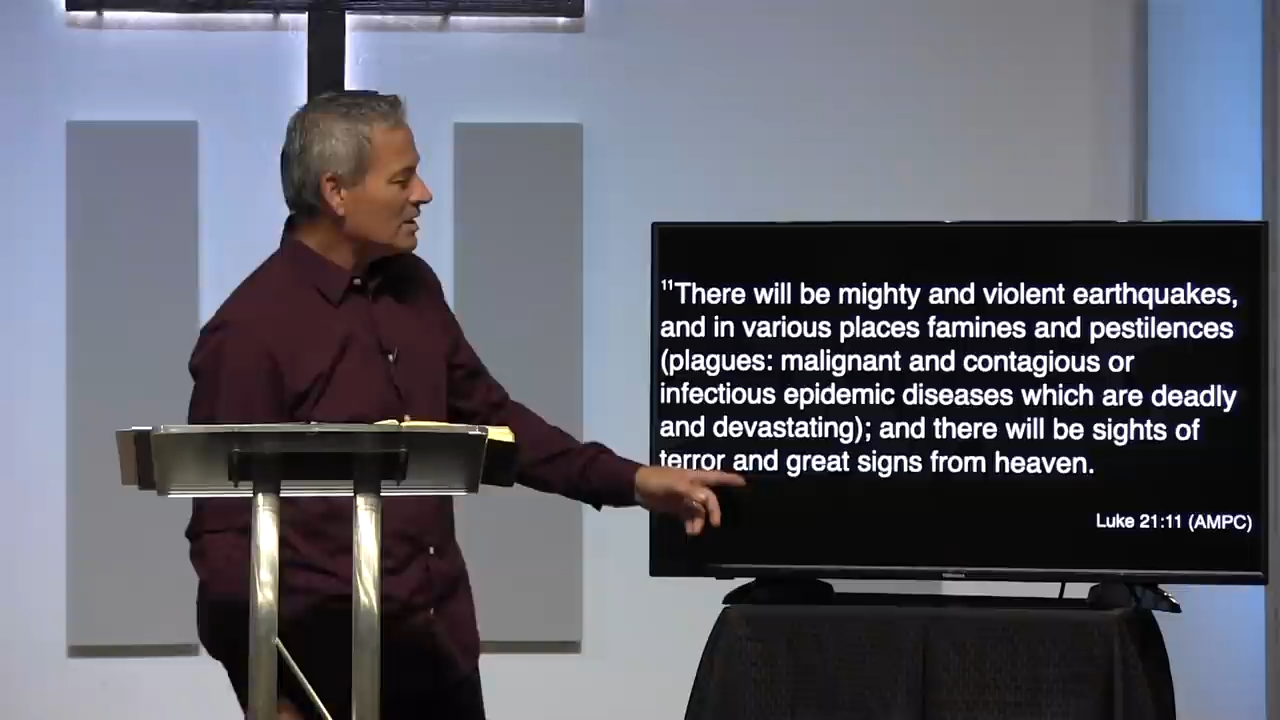 ¹¹There will be mighty and violent earthquakes,
and in various places famines and pestilences
(plagues: malignant and contagious or
infectious epidemic diseases which are deadly
and devastating); and there will be sights of
terror and great signs from heaven.
Luke 21:11 (AMPC)